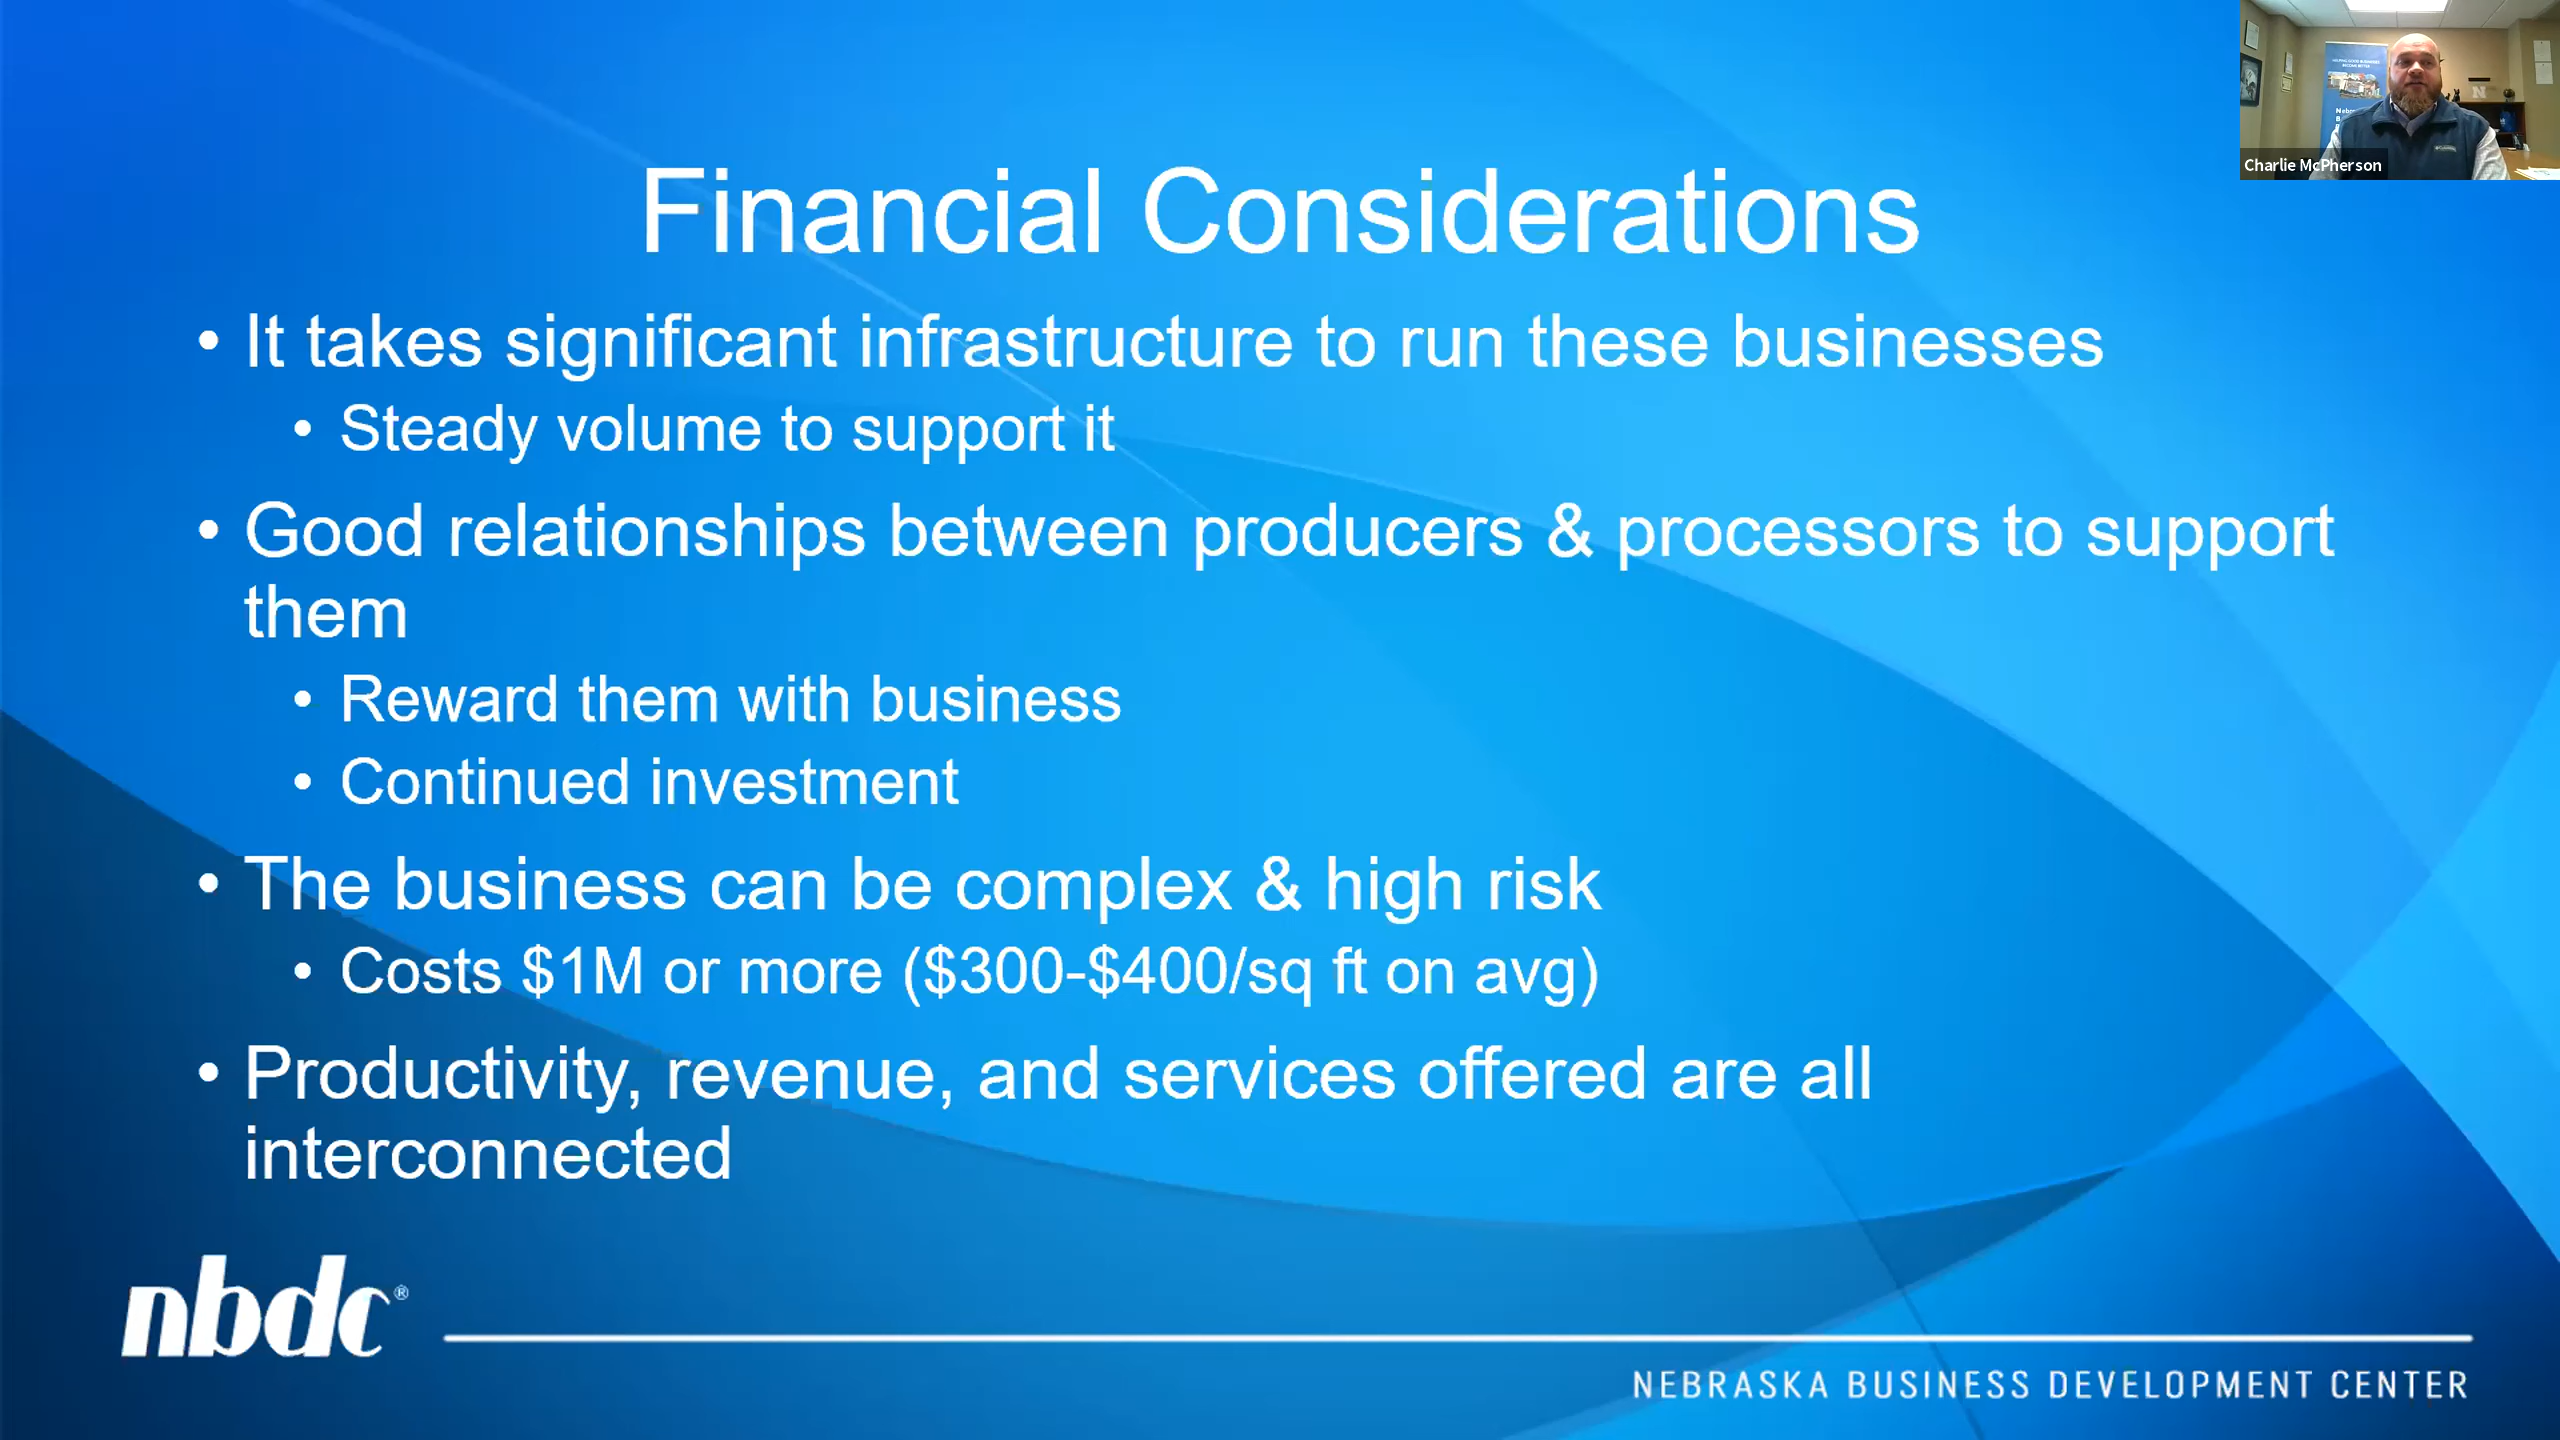 Charlie McPherson
Financial Considerations
• It takes significant infrastructure to run these businesses
• Steady volume to support it
• Good relationships between producers & processors to support
them
• Reward them with business
• Continued investment
• The business can be complex & high risk
• Costs $1M or more ($300-$400/sq ft on avg)
• Productivity, revenue, and services offered are all
interconnected
nbdc®
NEBRASKA BUSINESS DEVELOPMENT CENTER